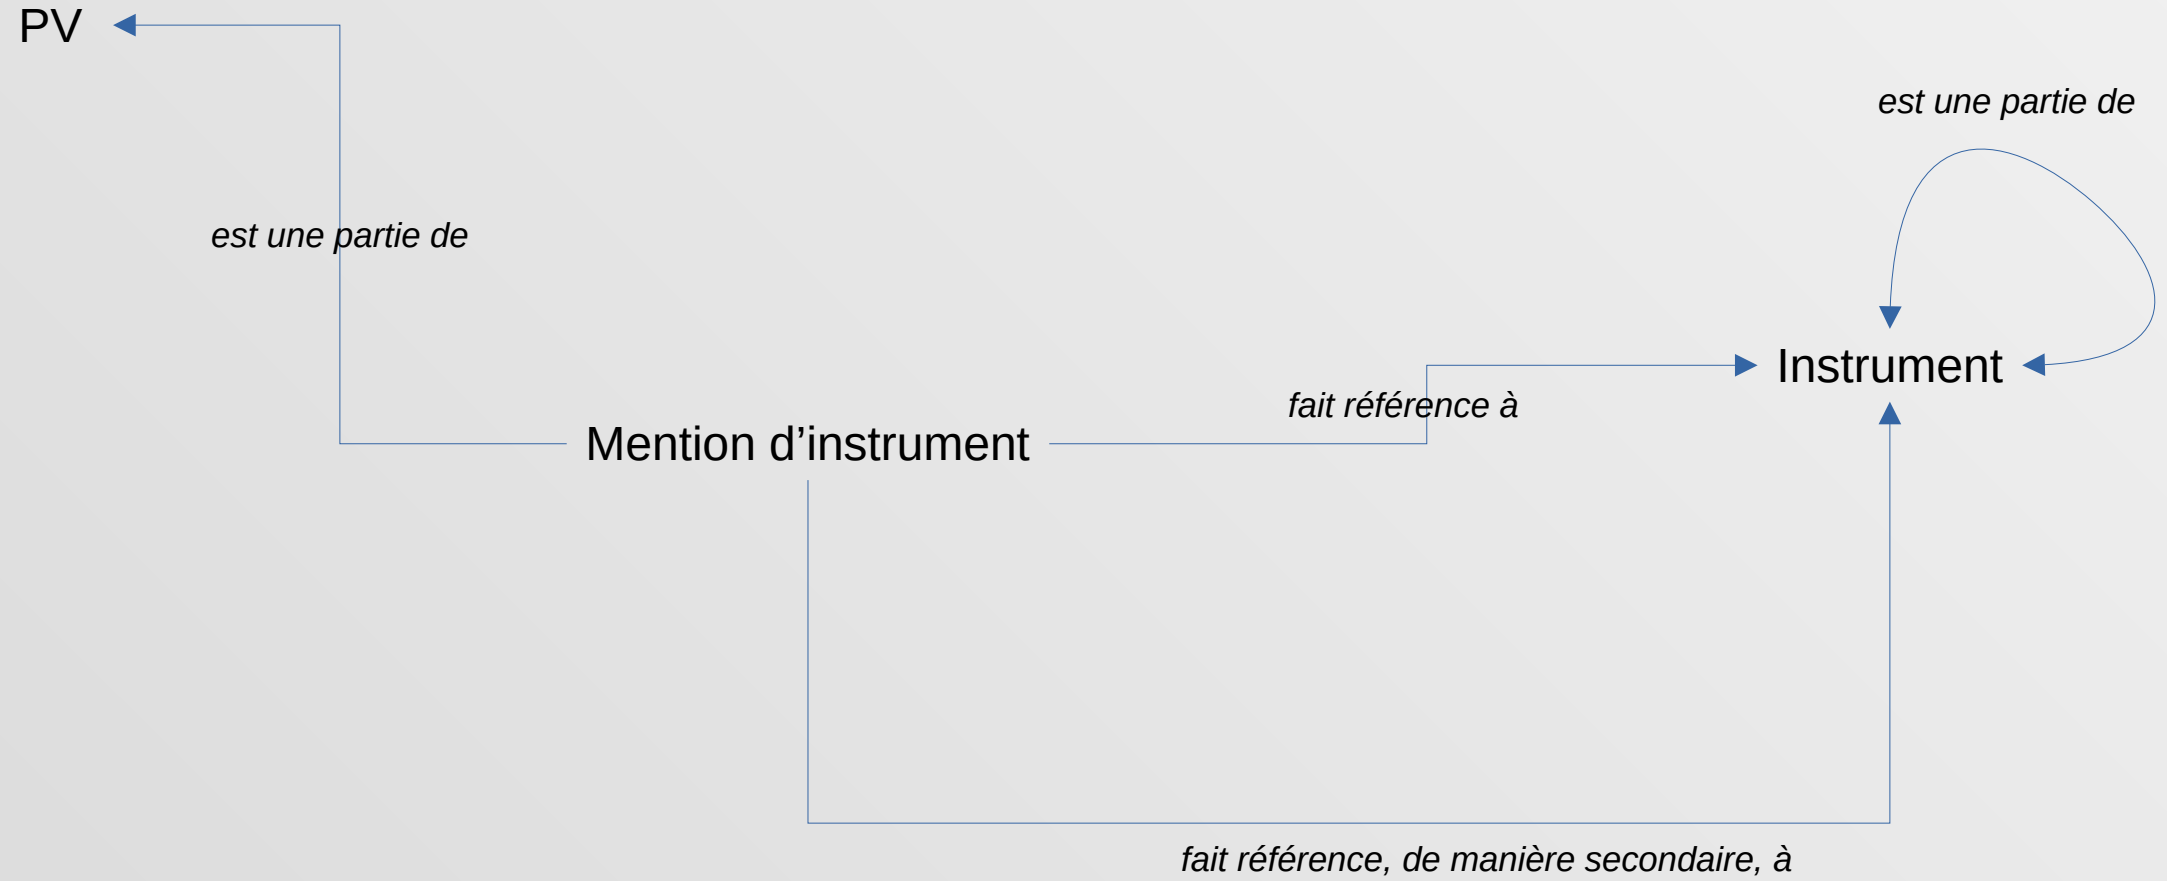 PV
est une partie de
est une partie de
Instrument
fait référence à
Mention d’instrument
fait référence, de manière secondaire, à